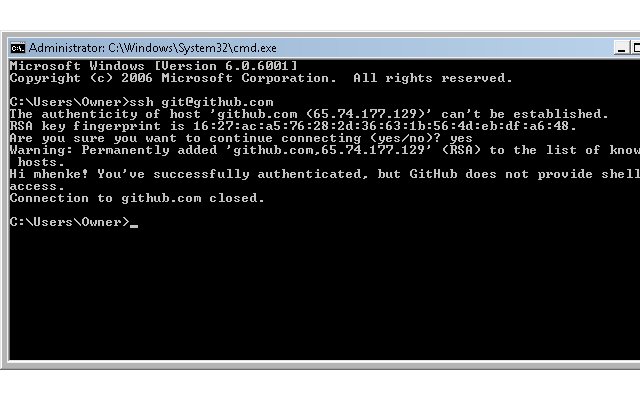 Administrator: C:\Windows\System32\cmd.exe
Microsoft Windows [Version 6.0.6001]
Copyright (c) 2006 Microsoft Corporation.  All rights reserved.
C:\Users\Owner>ssh git@github.com
The authenticity of host 'github.com (65.74.177.129)' can't be established.
RSA key fingerprint is 16:27:ac:a5:76:28:2d:36:63:1b:56:4d:eb:df:a6:48.
Are you sure you want to continue connecting (yes/no)? yes
Warning: Permanently added 'github.com,65.74.177.129' (RSA) to the list of know
hosts.
Hi mhenke! You've successfully authenticated, but GitHub does not provide shell
access.
Connection to github.com closed.
C:\Users\Owner>_